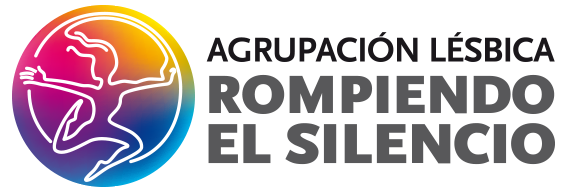 AGRUPACIÓN LÉSBICA
ROMPIENDO
EL SILENCIO